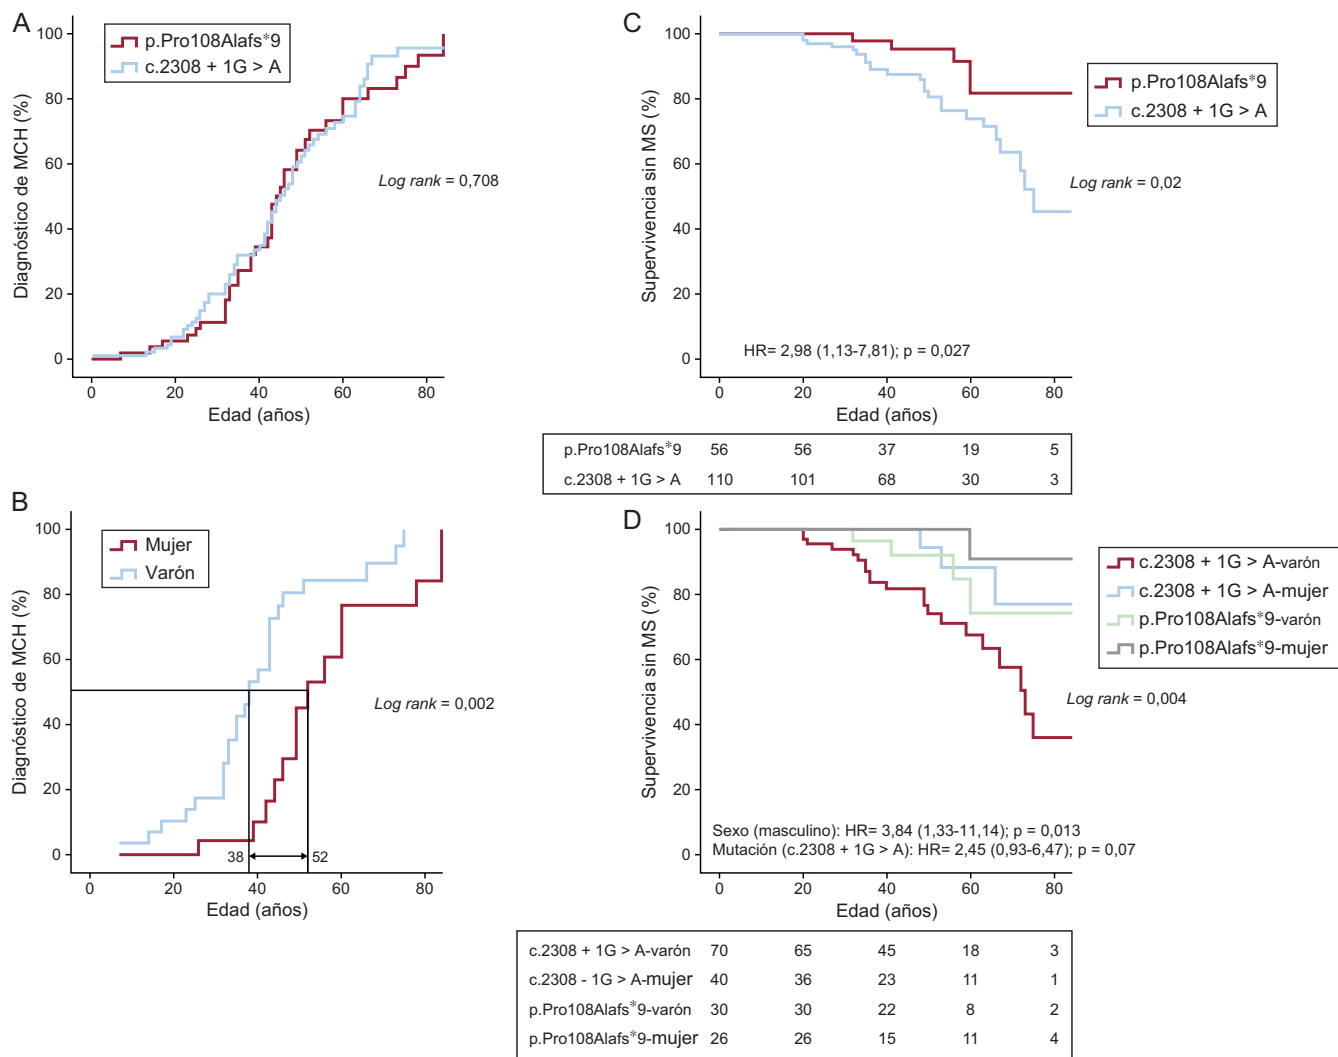 A
p.Pro108Alafs*9
c.2308 + 1G > A
Diagnóstico de MCH (%)
100
80
60
40
20
0
Log rank = 0,708
0 20 40 60 80
Edad (años)
C
p.Pro108Alafs*9
c.2308 + 1G > A
Supervivencia sin MS (%)
100
80
60
40
20
0
Log rank = 0,02
HR= 2,98 (1,13-7,81); p = 0,027
0 20 40 60 80
Edad (años)
p.Pro108Alafs*9 56 56 37 19 5
c.2308 + 1G > A 110 101 68 30 3
B
Mujer
Varón
Diagnóstico de MCH (%)
100
80
60
40
20
0
Log rank = 0,002
38 52
0 20 40 60 80
Edad (años)
D
c.2308 + 1G > A-varón
c.2308 + 1G > A-mujer
p.Pro108Alafs*9-varón
p.Pro108Alafs*9-mujer
Supervivencia sin MS (%)
100
80
60
40
20
0
Log rank = 0,004
Sexo (masculino): HR= 3,84 (1,33-11,14); p = 0,013
Mutación (c.2308 + 1G > A): HR= 2,45 (0,93-6,47); p = 0,07
0 20 40 60 80
Edad (años)
c.2308 + 1G > A-varón 70 65 45 18 3
c.2308 - 1G > A-mujer 40 36 23 11 1
p.Pro108Alafs*9-varón 30 30 22 8 2
p.Pro108Alafs*9-mujer 26 26 15 11 4